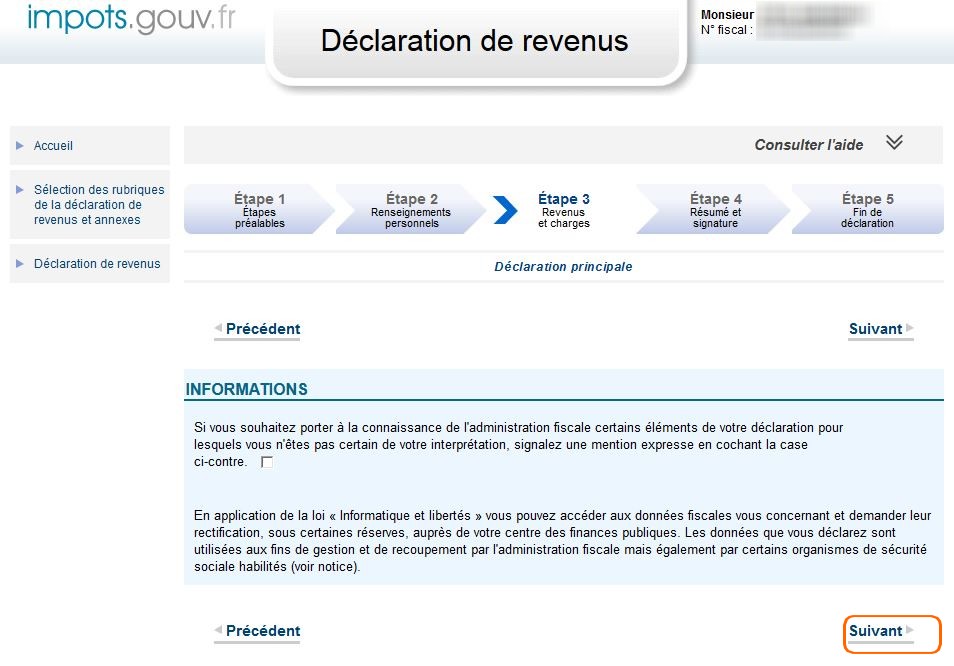 impots.gouv.fr
Déclaration de revenus
Monsieur
N° fiscal :
Accueil
Sélection des rubriques
de la déclaration de
revenus et annexes
Déclaration de revenus
Consulter l'aide
Étape 1
Étapes
préalables
Étape 2
Renseignements
personnels
Étape 3
Revenus
et charges
Étape 4
Résumé et
signature
Étape 5
Fin de
déclaration
Déclaration principale
Précédent
Suivant
INFORMATIONS
Si vous souhaitez porter à la connaissance de l'administration fiscale certains éléments de votre déclaration pour
lesquels vous n'êtes pas certain de votre interprétation, signalez une mention expresse en cochant la case
ci-contre.
En application de la loi « Informatique et libertés » vous pouvez accéder aux données fiscales vous concernant et demander leur
rectification, sous certaines réserves, auprès de votre centre des finances publiques. Les données que vous déclarez sont
utilisées aux fins de gestion et de recoupement par l'administration fiscale mais également par certains organismes de sécurité
sociale habilités (voir notice).
Précédent
Suivant